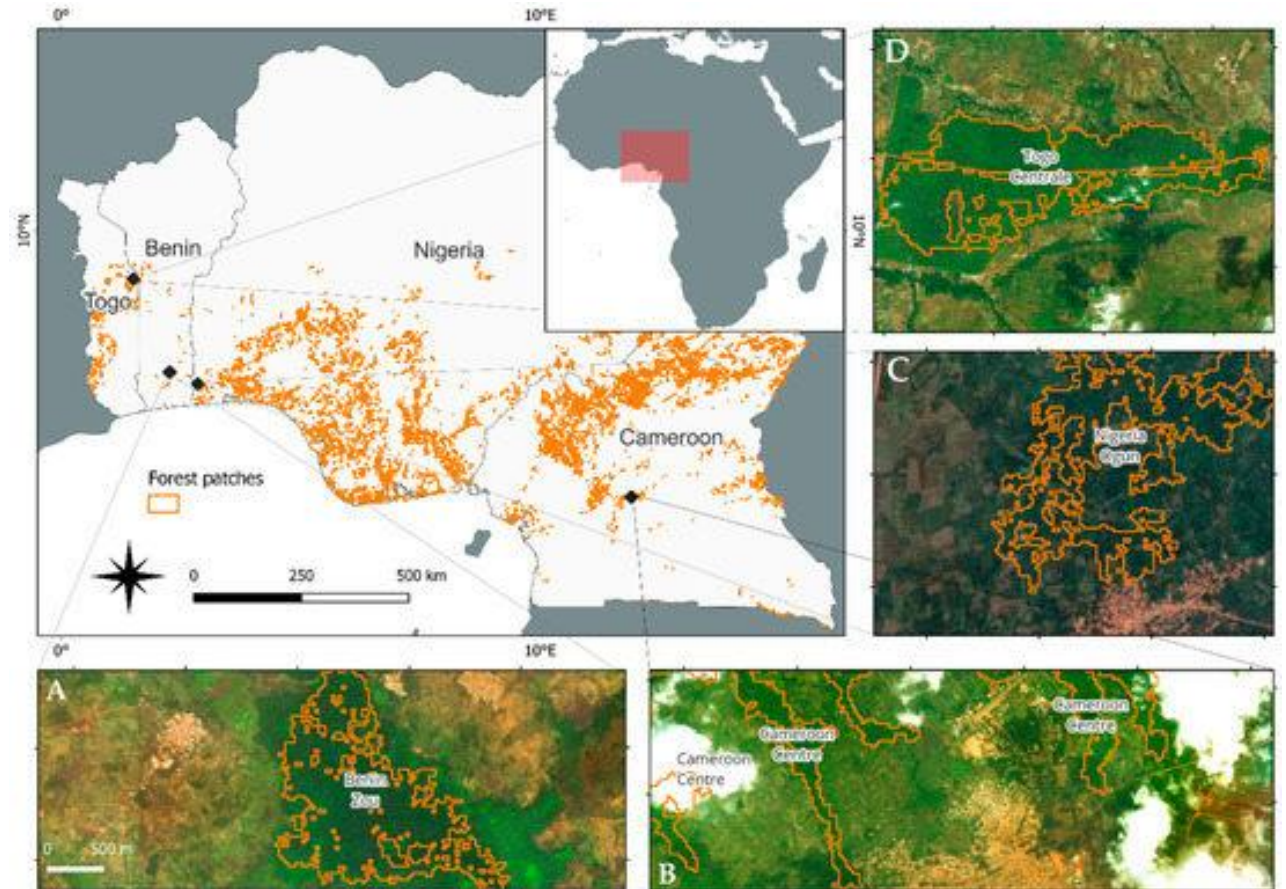 0°
10°E
10°N
Benin
Nigeria
Togo
Cameroon
Forest patches
0 250 500 km
0°
10°E
10°N
D
Togo
Centrale
C
Nigeria
Ogun
A
Benin
Zou
0 500 m
B
Cameroon
Centre
Cameroon
Centre
Cameroon
Centre